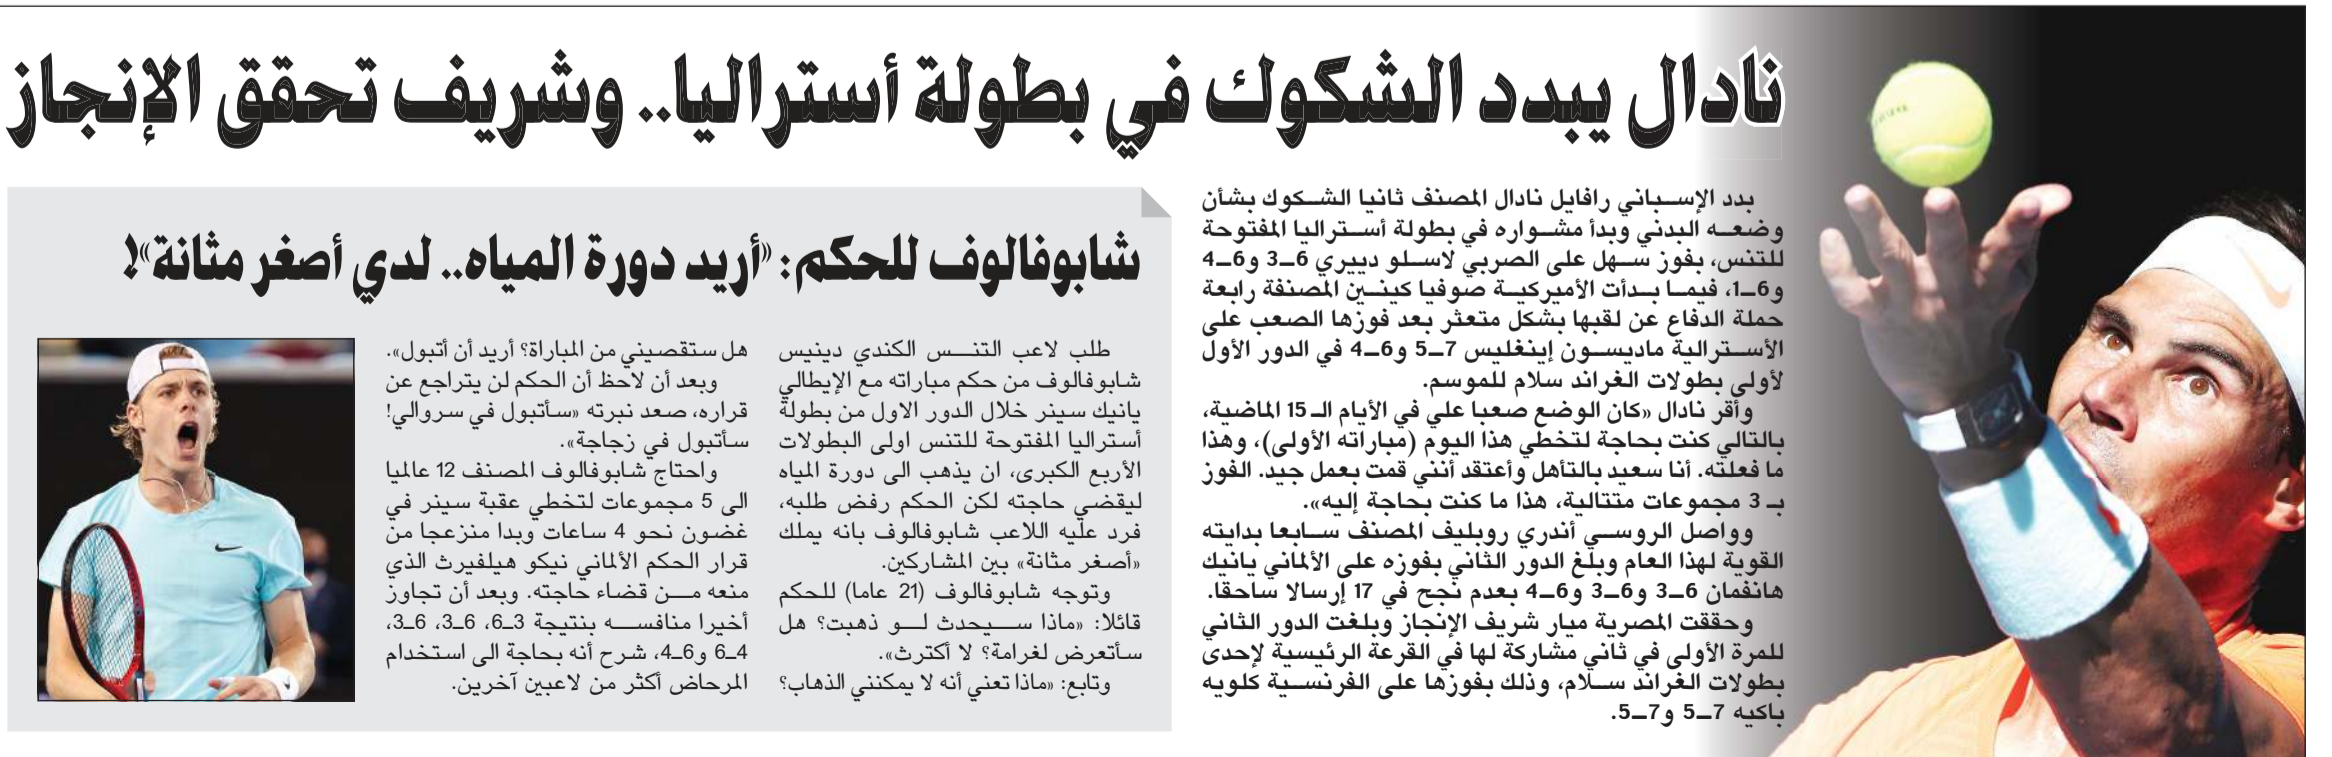 نادال يبدد الشكوك في بطولة أستراليا.. وشريف تحقق الإنجاز
بدد الإسباني رافايل نادال المصنف ثانيا الشكوك بشأن
وضعه البدني وبدأ مشواره في بطولة أستراليا المفتوحة
للتنس، بفوز سهل على الصربي لاسلو دييري 6ـ3 و6ـ4
و6ـ1، فيما بدأت الأميركية صوفيا كينين المصنفة رابعة
حملة الدفاع عن لقبها بشكل متعثر بعد فوزها الصعب على
الأسترالية ماديسون إينغليس 7ـ5 و6ـ4 في الدور الأول
لأولى بطولات الغراند سلام للموسم.
وأقر نادال «كان الوضع صعبا علي في الأيام الـ 15 الماضية،
بالتالي كنت بحاجة لتخطي هذا اليوم (مباراته الأولى)، وهذا
ما فعلته. أنا سعيد بالتأهل وأعتقد أنني قمت بعمل جيد. الفوز
بـ 3 مجموعات متتالية، هذا ما كنت بحاجة إليه».
وواصل الروسي أندري روبليف المصنف سابعا بدايته
القوية لهذا العام وبلغ الدور الثاني بفوزه على الألماني يانيك
هانفمان 6ـ3 و6ـ3 و6ـ4 بعدم نجح في 17 إرسالا ساحقا.
وحققت المصرية ميار شريف الإنجاز وبلغت الدور الثاني
للمرة الأولى في ثاني مشاركة لها في القرعة الرئيسية لإحدى
بطولات الغراند سلام، وذلك بفوزها على الفرنسية كلويه
باكيه 7ـ5 و7ـ5.
شابوفالوف للحكم: «أريد دورة المياه.. لدي أصغر مثانة»!
طلب لاعب التنس الكندي دينيس
شابوفالوف من حكم مباراته مع الإيطالي
يانيك سينر خلال الدور الاول من بطولة
أستراليا المفتوحة للتنس اولى البطولات
الأربع الكبرى، ان يذهب الى دورة المياه
ليقضي حاجته لكن الحكم رفض طلبه،
فرد عليه اللاعب شابوفالوف بانه يملك
«أصغر مثانة» بين المشاركين.
وتوجه شابوفالوف (21 عاما) للحكم
قائلا: «ماذا سيحدث لو ذهبت؟ هل
سأتعرض لغرامة؟ لا أكترث».
وتابع: «ماذا تعني أنه لا يمكنني الذهاب؟
هل ستقصيني من المباراة؟ أريد أن أتبول».
وبعد أن لاحظ أن الحكم لن يتراجع عن
قراره، صعد نبرته «سأتبول في سروالي!
سأتبول في زجاجة».
واحتاج شابوفالوف المصنف 12 عالميا
الى 5 مجموعات لتخطي عقبة سينر في
غضون نحو 4 ساعات وبدا منزعجا من
قرار الحكم الألماني نيكو هيلفيرث الذي
منعه من قضاء حاجته. وبعد أن تجاوز
أخيرا منافسه بنتيجة 3ـ6، 6ـ3، 6ـ3،
4ـ6 و6ـ4، شرح أنه بحاجة الى استخدام
المرحاض أكثر من لاعبين آخرين.